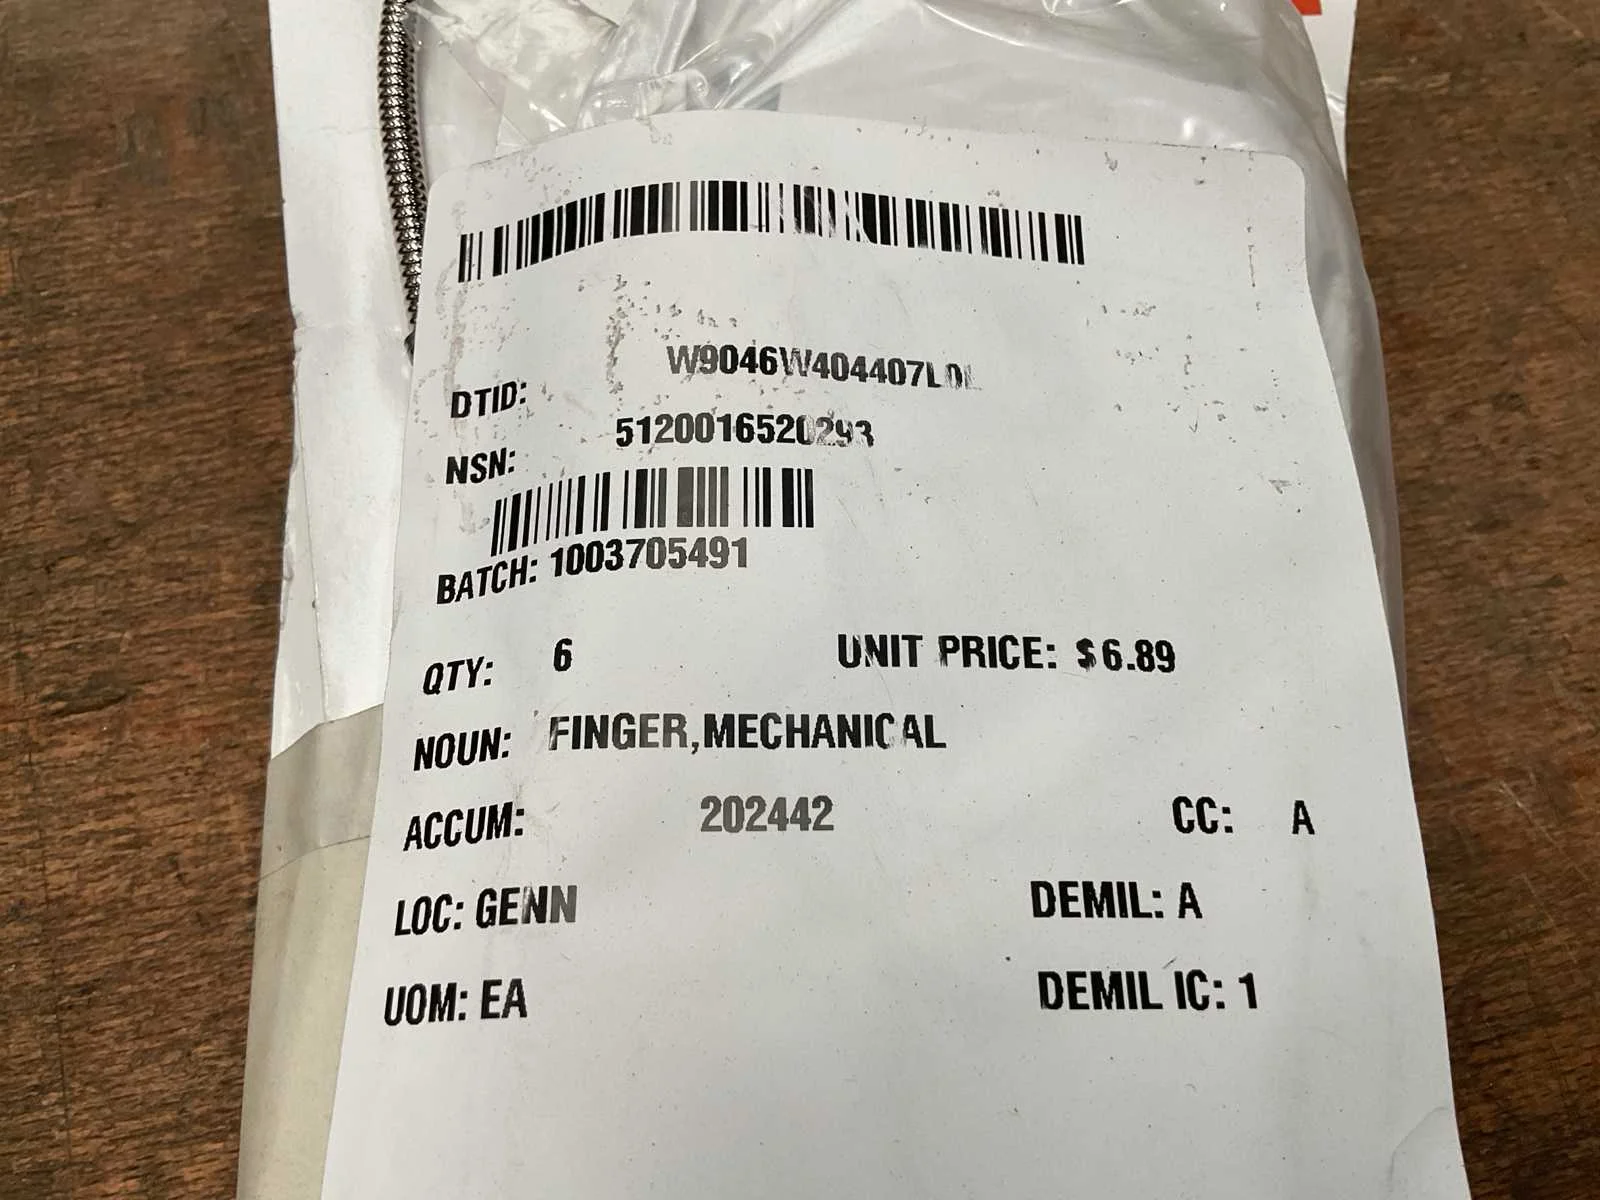 DTID: W9046W404407L0L
NSN: 5120016520293
BATCH: 1003705491
QTY: 6 UNIT PRICE: $6.89
NOUN: FINGER,MECHANICAL
ACCUM: 202442 CC: A
LOC: GENN DEMIL: A
UOM: EA DEMIL IC: 1